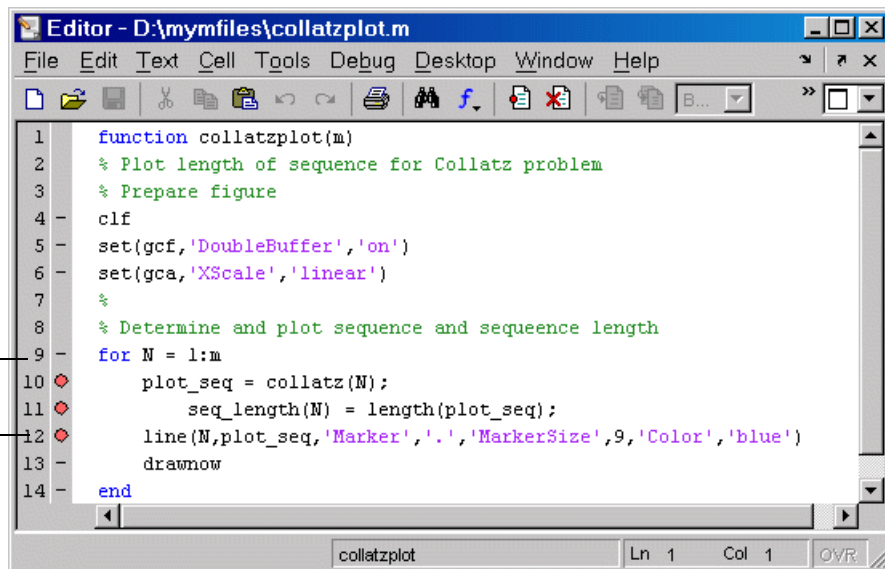 Editor - D:\mymfiles\collatzplot.m
File Edit Text Cell Tools Debug Desktop Window Help
B...
1 function collatzplot(m)
2 % Plot length of sequence for Collatz problem
3 % Prepare figure
4 - clf
5 - set(gcf,'DoubleBuffer','on')
6 - set(gca,'XScale','linear')
7 %
8 % Determine and plot sequence and sequeence length
9 - for N = 1:m
10 plot_seq = collatz(N);
11 seq_length(N) = length(plot_seq);
12 line(N,plot_seq,'Marker','.','MarkerSize',9,'Color','blue')
13 - drawnow
14 - end
collatzplot Ln 1 Col 1 OVR